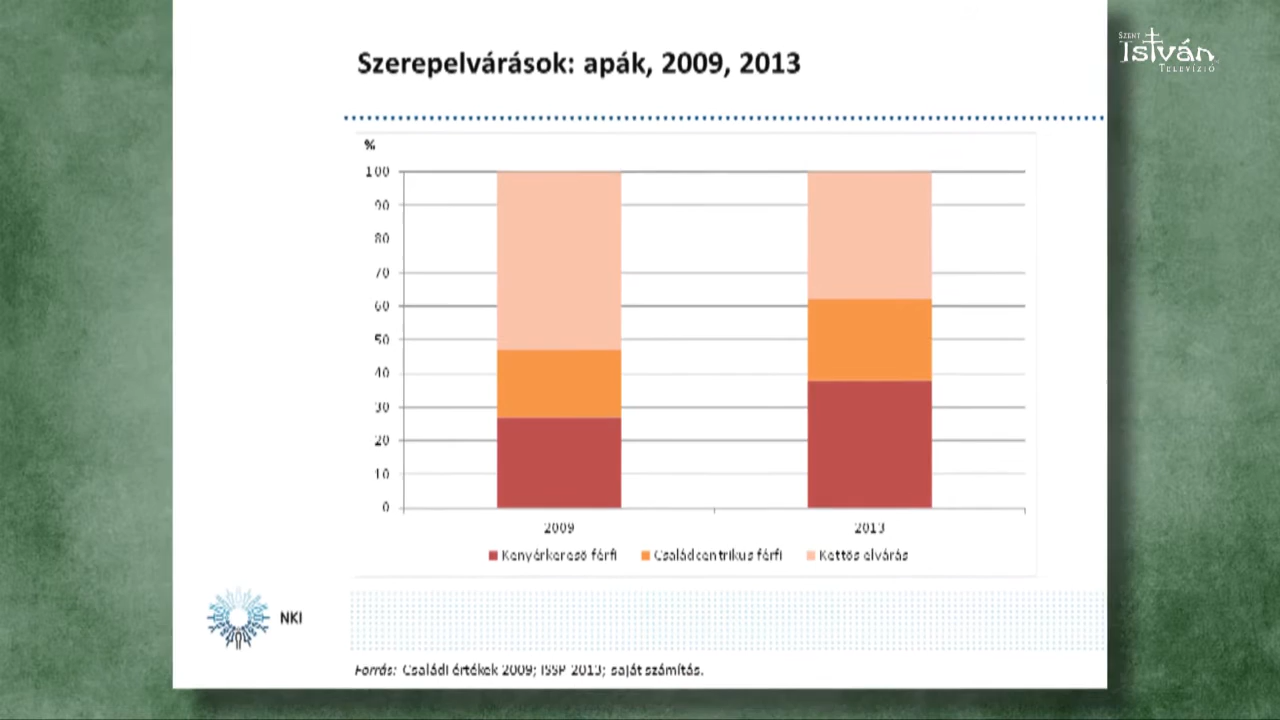 Szent
István
Televízió
Szerepelvárások: apák, 2009, 2013
%
100
90
80
70
60
50
40
30
20
10
0
2009
2013
Kenyérkereső férfi
Családcentrikus férfi
Kettős elvárás
NKI
Forrás: Családi értékek 2009; ISSP 2013; saját számítás.